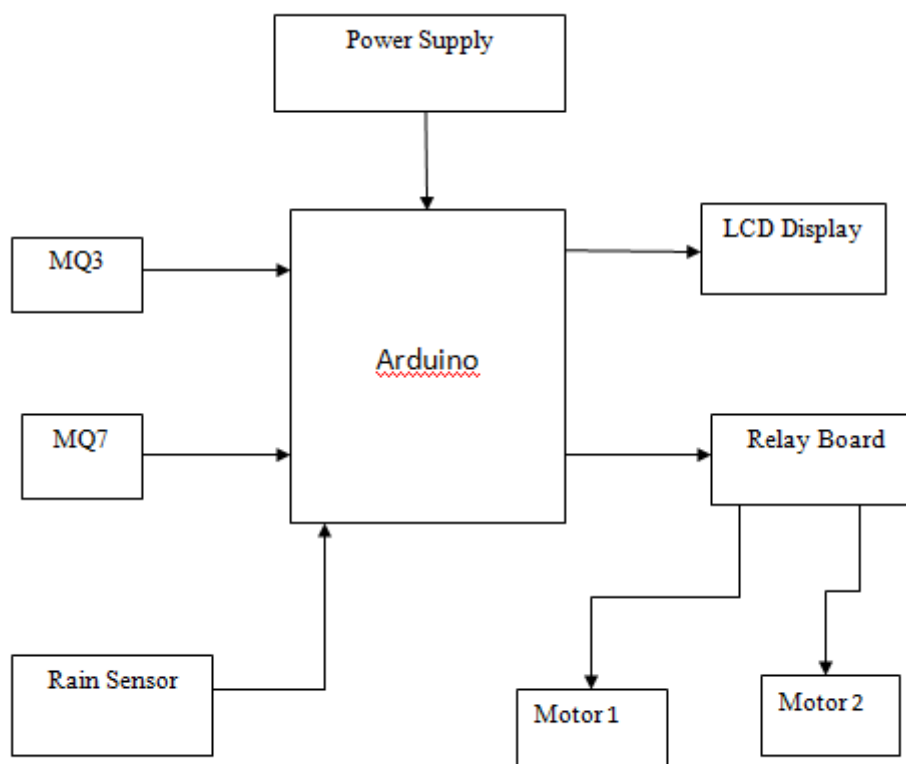 Power Supply
LCD Display
MQ3
Arduino
MQ7
Relay Board
Rain Sensor
Motor 1
Motor 2